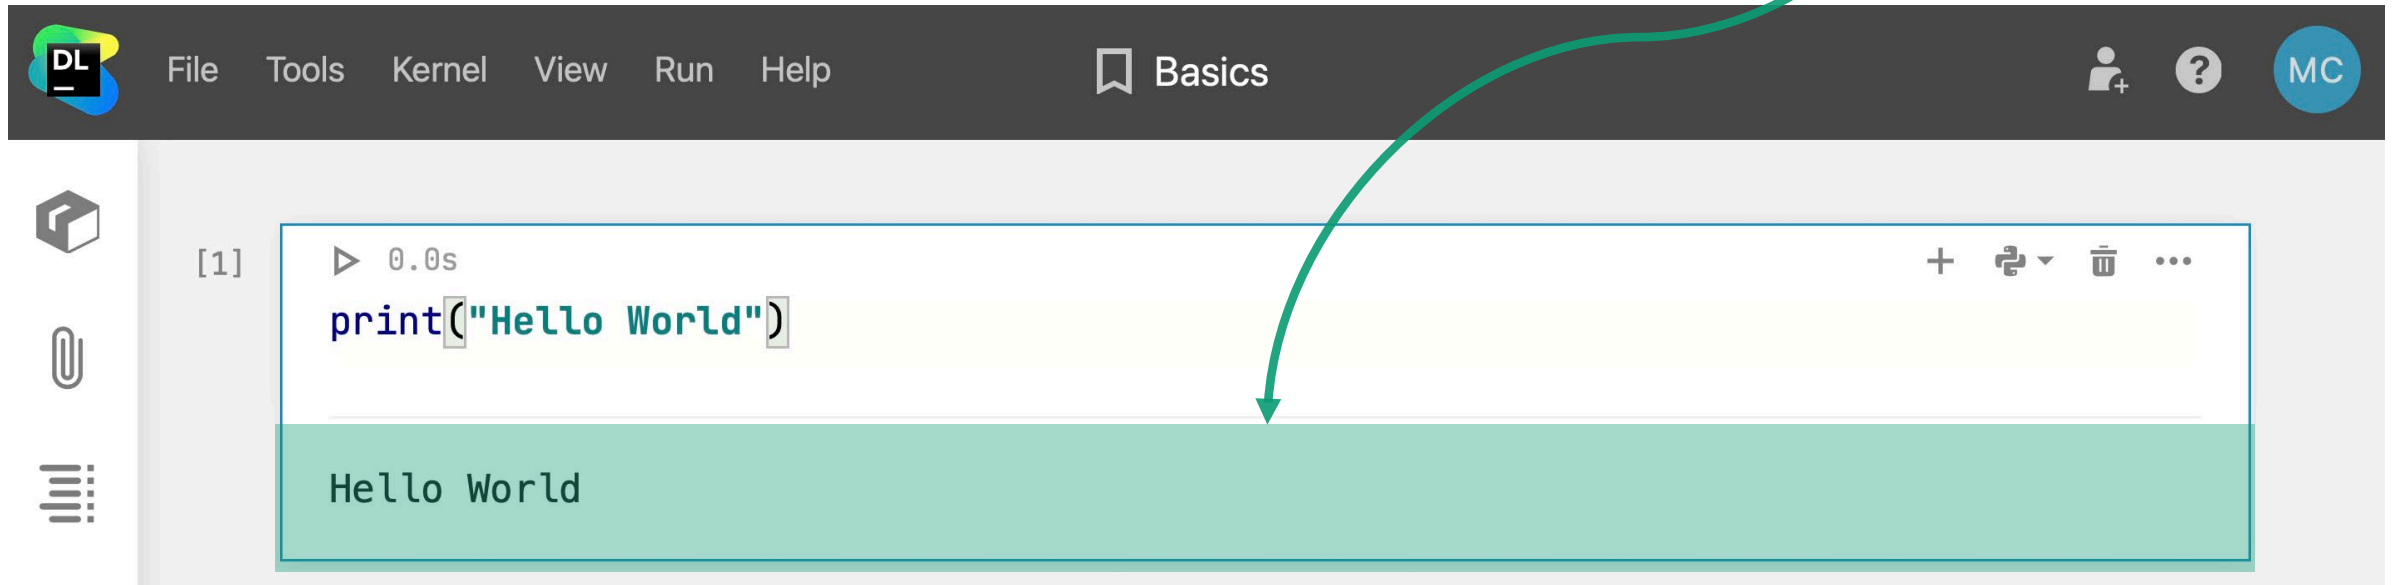 DL
File Tools Kernel View Run Help Basics ? MC
[1] 0.0s
print("Hello World")
Hello World